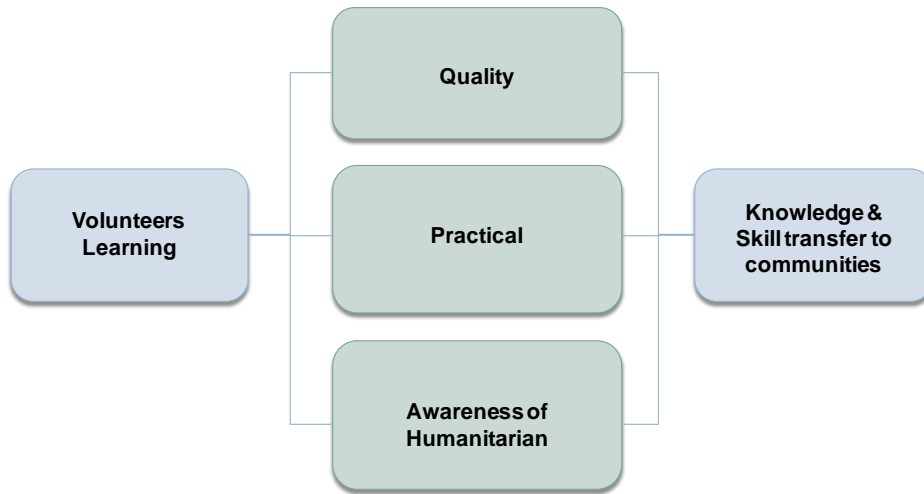 Quality
Volunteers
Learning
Practical
Knowledge &
Skill transfer to
communities
Awareness of
Humanitarian